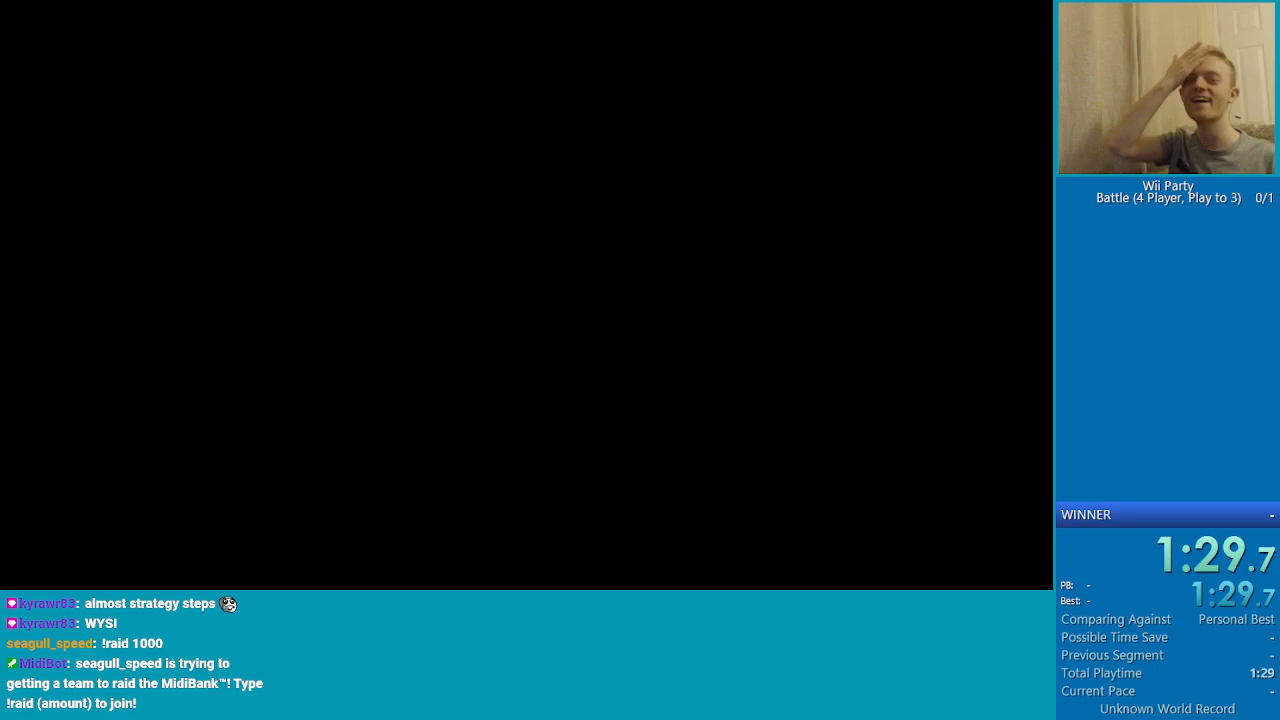 Wii Party
Battle (4 Player, Play to 3) 0/1
WINNER -
1:29.7
PB: -
1:29.7
Best: -
Comparing Against Personal Best
Possible Time Save -
Previous Segment -
Total Playtime 1:29
Current Pace -
Unknown World Record
kyrawr83: almost strategy steps
kyrawr83: WYSI
seagull_speed: !raid 1000
MidiBot: seagull_speed is trying to
getting a team to raid the MidiBank™! Type
!raid (amount) to join!